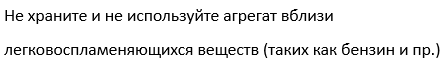 Не храните и не используйте агрегат вблизи
легковоспламеняющихся веществ (таких как бензин и пр.)